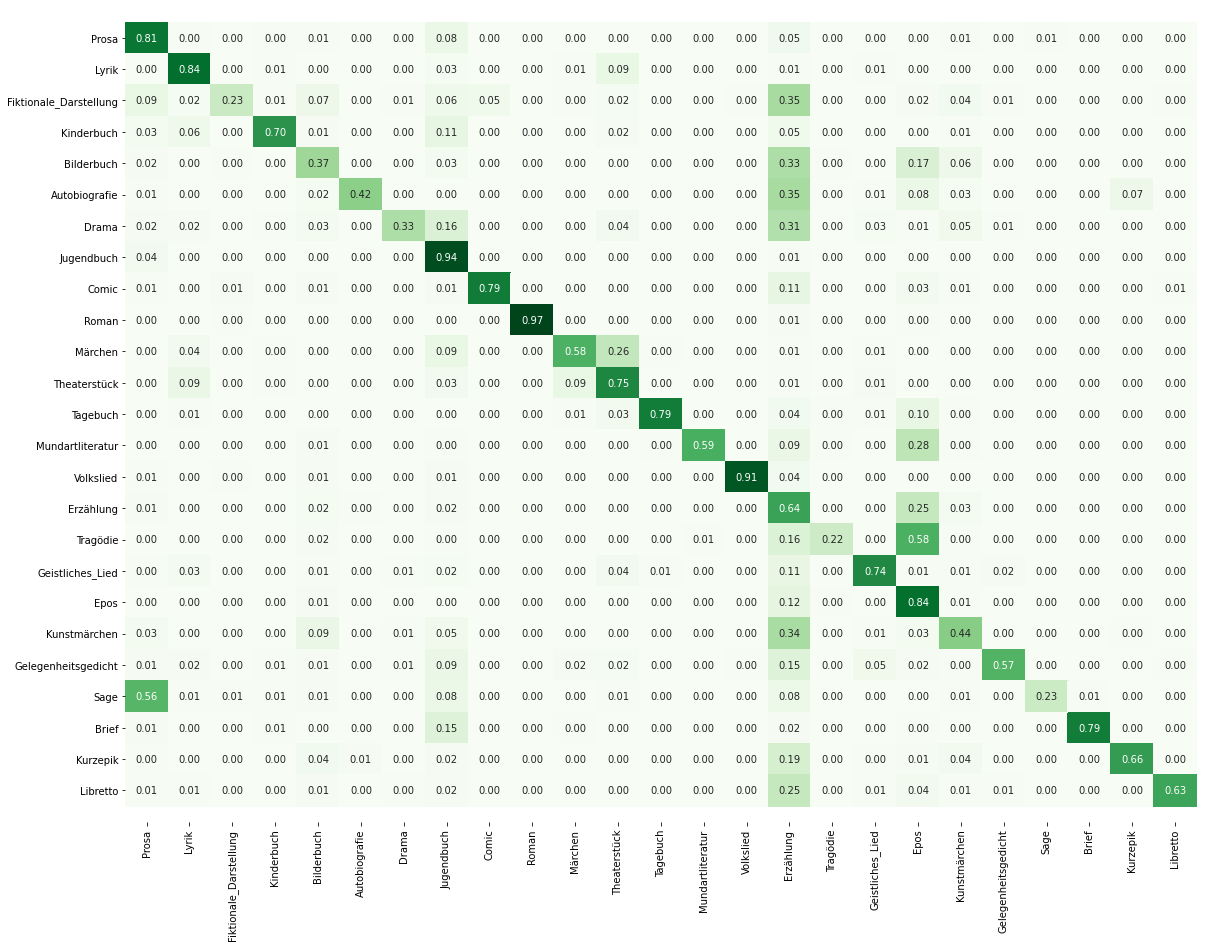 Prosa 0.81 0.00 0.00 0.00 0.01 0.00 0.00 0.08 0.00 0.00 0.00 0.00 0.00 0.00 0.00 0.05 0.00 0.00 0.00 0.01 0.00 0.01 0.00 0.00 0.00
Lyrik 0.00 0.84 0.00 0.01 0.00 0.00 0.00 0.03 0.00 0.00 0.01 0.09 0.00 0.00 0.00 0.01 0.00 0.01 0.00 0.00 0.00 0.00 0.00 0.00 0.00
Fiktionale_Darstellung 0.09 0.02 0.23 0.01 0.07 0.00 0.01 0.06 0.05 0.00 0.00 0.02 0.00 0.00 0.00 0.35 0.00 0.00 0.02 0.04 0.01 0.00 0.00 0.00 0.00
Kinderbuch 0.03 0.06 0.00 0.70 0.01 0.00 0.00 0.11 0.00 0.00 0.00 0.02 0.00 0.00 0.00 0.05 0.00 0.00 0.00 0.01 0.00 0.00 0.00 0.00 0.00
Bilderbuch 0.02 0.00 0.00 0.00 0.37 0.00 0.00 0.03 0.00 0.00 0.00 0.00 0.00 0.00 0.00 0.33 0.00 0.00 0.17 0.06 0.00 0.00 0.00 0.00 0.00
Autobiografie 0.01 0.00 0.00 0.00 0.02 0.42 0.00 0.00 0.00 0.00 0.00 0.00 0.00 0.00 0.00 0.35 0.00 0.01 0.08 0.03 0.00 0.00 0.00 0.07 0.00
Drama 0.02 0.02 0.00 0.00 0.03 0.00 0.33 0.16 0.00 0.00 0.00 0.04 0.00 0.00 0.00 0.31 0.00 0.03 0.01 0.05 0.01 0.00 0.00 0.00 0.00
Jugendbuch 0.04 0.00 0.00 0.00 0.00 0.00 0.00 0.94 0.00 0.00 0.00 0.00 0.00 0.00 0.00 0.01 0.00 0.00 0.00 0.00 0.00 0.00 0.00 0.00 0.00
Comic 0.01 0.00 0.01 0.00 0.01 0.00 0.00 0.01 0.79 0.00 0.00 0.00 0.00 0.00 0.00 0.11 0.00 0.00 0.03 0.01 0.00 0.00 0.00 0.00 0.01
Roman 0.00 0.00 0.00 0.00 0.00 0.00 0.00 0.00 0.00 0.97 0.00 0.00 0.00 0.00 0.00 0.01 0.00 0.00 0.00 0.00 0.00 0.00 0.00 0.00 0.00
Märchen 0.00 0.04 0.00 0.00 0.00 0.00 0.00 0.09 0.00 0.00 0.58 0.26 0.00 0.00 0.00 0.01 0.00 0.01 0.00 0.00 0.00 0.00 0.00 0.00 0.00
Theaterstück 0.00 0.09 0.00 0.00 0.00 0.00 0.00 0.03 0.00 0.00 0.09 0.75 0.00 0.00 0.00 0.01 0.00 0.01 0.00 0.00 0.00 0.00 0.00 0.00 0.00
Tagebuch 0.00 0.01 0.00 0.00 0.00 0.00 0.00 0.00 0.00 0.00 0.01 0.03 0.79 0.00 0.00 0.04 0.00 0.01 0.10 0.00 0.00 0.00 0.00 0.00 0.00
Mundartliteratur 0.00 0.00 0.00 0.00 0.01 0.00 0.00 0.00 0.00 0.00 0.00 0.00 0.00 0.59 0.00 0.09 0.00 0.00 0.28 0.00 0.00 0.00 0.00 0.00 0.00
Volkslied 0.01 0.00 0.00 0.00 0.01 0.00 0.00 0.01 0.00 0.00 0.00 0.00 0.00 0.00 0.91 0.04 0.00 0.00 0.00 0.00 0.00 0.00 0.00 0.00 0.00
Erzählung 0.01 0.00 0.00 0.00 0.02 0.00 0.00 0.02 0.00 0.00 0.00 0.00 0.00 0.00 0.00 0.64 0.00 0.00 0.25 0.03 0.00 0.00 0.00 0.00 0.00
Tragödie 0.00 0.00 0.00 0.00 0.02 0.00 0.00 0.00 0.00 0.00 0.00 0.00 0.00 0.01 0.00 0.16 0.22 0.00 0.58 0.00 0.00 0.00 0.00 0.00 0.00
Geistliches_Lied 0.00 0.03 0.00 0.00 0.01 0.00 0.01 0.02 0.00 0.00 0.00 0.04 0.01 0.00 0.00 0.11 0.00 0.74 0.01 0.01 0.02 0.00 0.00 0.00 0.00
Epos 0.00 0.00 0.00 0.00 0.01 0.00 0.00 0.00 0.00 0.00 0.00 0.00 0.00 0.00 0.00 0.12 0.00 0.00 0.84 0.01 0.00 0.00 0.00 0.00 0.00
Kunstmärchen 0.03 0.00 0.00 0.00 0.09 0.00 0.01 0.05 0.00 0.00 0.00 0.00 0.00 0.00 0.00 0.34 0.00 0.01 0.03 0.44 0.00 0.00 0.00 0.00 0.00
Gelegenheitsgedicht 0.01 0.02 0.00 0.01 0.01 0.00 0.01 0.09 0.00 0.00 0.02 0.02 0.00 0.00 0.00 0.15 0.00 0.05 0.02 0.00 0.57 0.00 0.00 0.00 0.00
Sage 0.56 0.01 0.01 0.01 0.01 0.00 0.00 0.08 0.00 0.00 0.00 0.01 0.00 0.00 0.00 0.08 0.00 0.00 0.00 0.01 0.00 0.23 0.01 0.00 0.00
Brief 0.01 0.00 0.00 0.01 0.00 0.00 0.00 0.15 0.00 0.00 0.00 0.00 0.00 0.00 0.00 0.02 0.00 0.00 0.00 0.00 0.00 0.00 0.79 0.00 0.00
Kurzepik 0.00 0.00 0.00 0.00 0.04 0.01 0.00 0.02 0.00 0.00 0.00 0.00 0.00 0.00 0.00 0.19 0.00 0.00 0.01 0.04 0.00 0.00 0.00 0.66 0.00
Libretto 0.01 0.01 0.00 0.00 0.01 0.00 0.00 0.02 0.00 0.00 0.00 0.00 0.00 0.00 0.00 0.25 0.00 0.01 0.04 0.01 0.01 0.00 0.00 0.00 0.63
Prosa
Lyrik
Fiktionale_Darstellung
Kinderbuch
Bilderbuch
Autobiografie
Drama
Jugendbuch
Comic
Roman
Märchen
Theaterstück
Tagebuch
Mundartliteratur
Volkslied
Erzählung
Tragödie
Geistliches_Lied
Epos
Kunstmärchen
Gelegenheitsgedicht
Sage
Brief
Kurzepik
Libretto